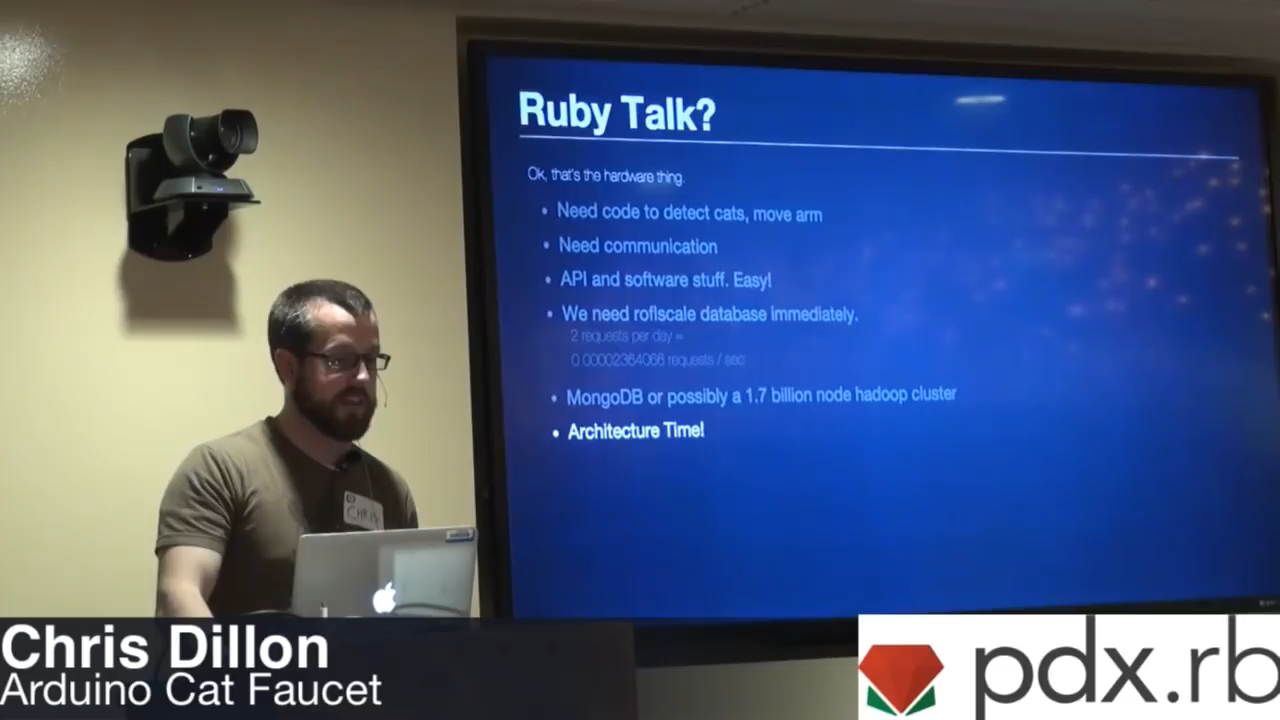 Ruby Talk?
Ok, that's the hardware thing.
• Need code to detect cats, move arm
• Need communication
• API and software stuff. Easy!
• We need roflscale database immediately.
2 requests per day =
0.00002364066 requests / sec
• MongoDB or possibly a 1.7 billion node hadoop cluster
• Architecture Time!
CHRIS
Chris Dillon
Arduino Cat Faucet
pdx.rb